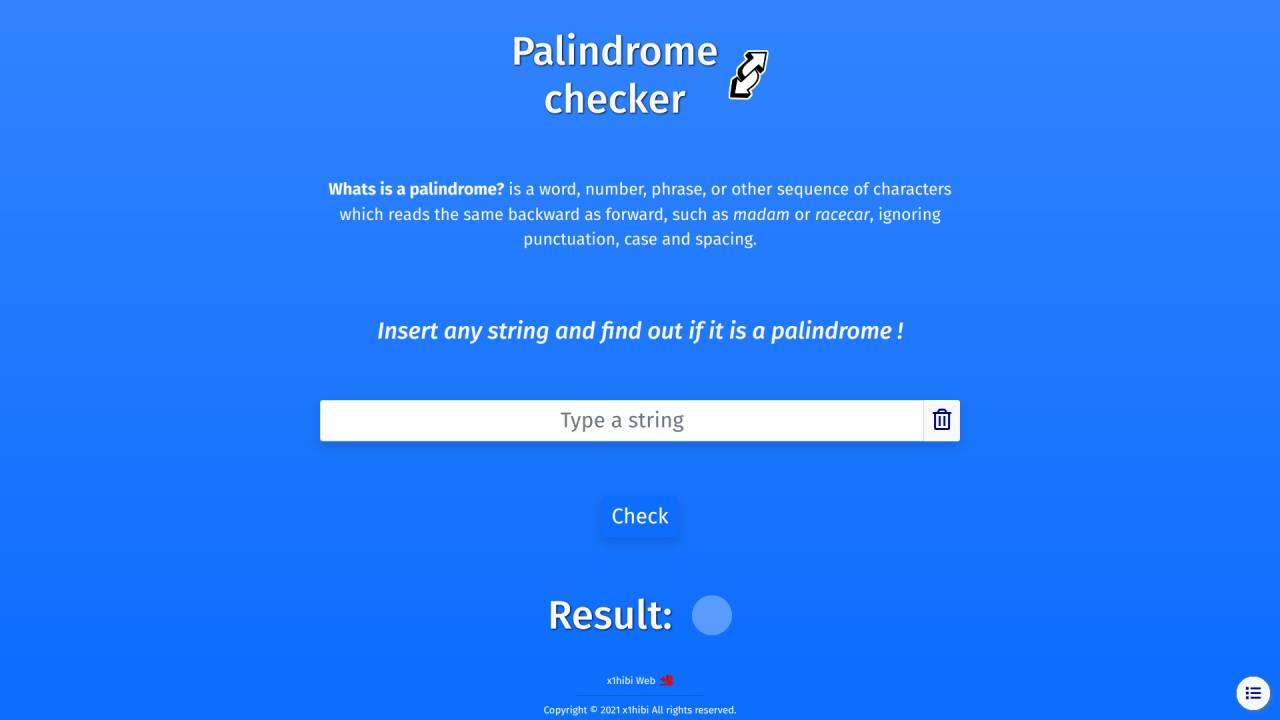 Palindrome
checker
Whats is a palindrome? is a word, number, phrase, or other sequence of characters
which reads the same backward as forward, such as madam or racecar, ignoring
punctuation, case and spacing.
Insert any string and find out if it is a palindrome !
Type a string
Check
Result:
x1hibi Web
Copyright © 2021 x1hibi All rights reserved.